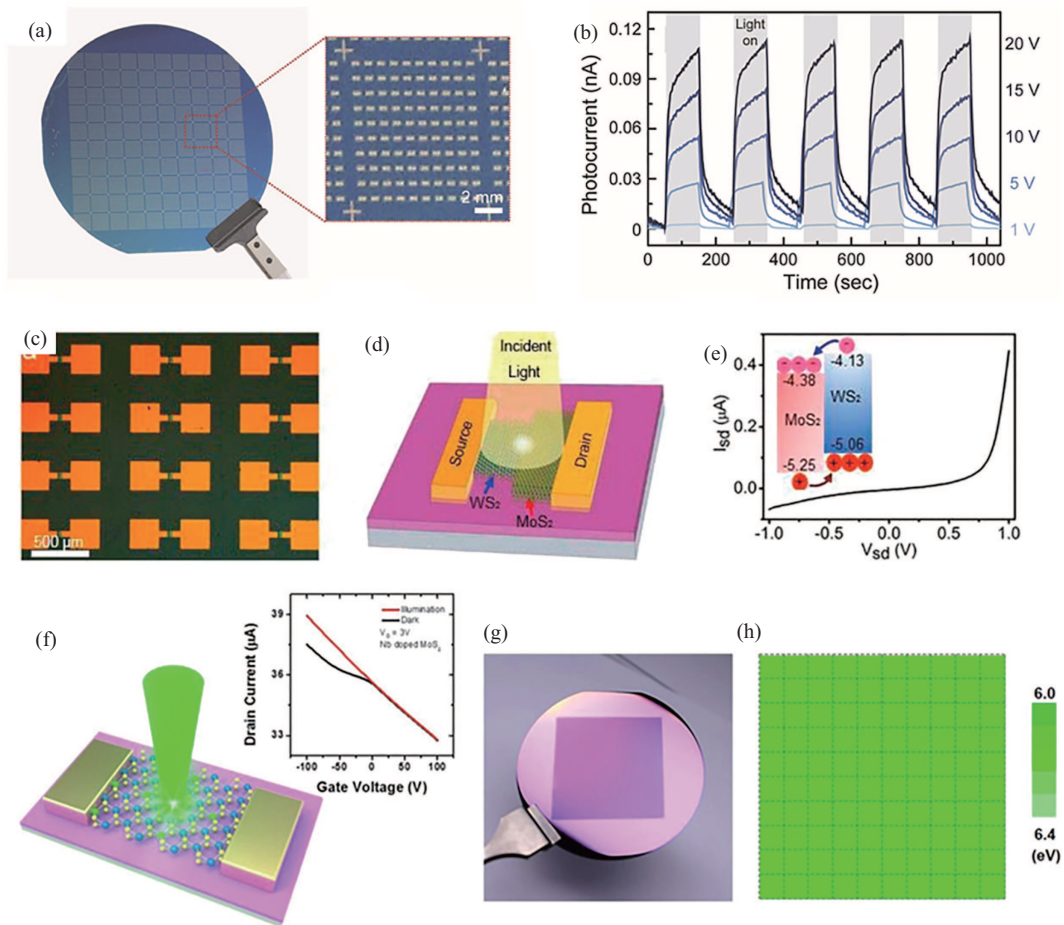 (a)
2 mm
(b)
Photocurrent (nA)
0.12
0.09
0.06
0.03
0
Light
on
20 V
15 V
10 V
5 V
1 V
0 200 400 600 800 1000
Time (sec)
(c)
500 μm
(d)
Incident
Light
Source
Drain
WS₂
MoS₂
(e)
Isd (μA)
0.4
0.2
0.0
-4.13
-4.38
WS₂
MoS₂
-5.06
-5.25
-1.0 -0.5 0.0 0.5 1.0
Vsd (V)
(f)
Drain Current (μA)
39
36
33
Illumination
Dark
= 3V
Nb doped MoS₂
-100 -50 0 50 100
Gate Voltage (V)
(g)
(h)
6.0
6.4
(eV)